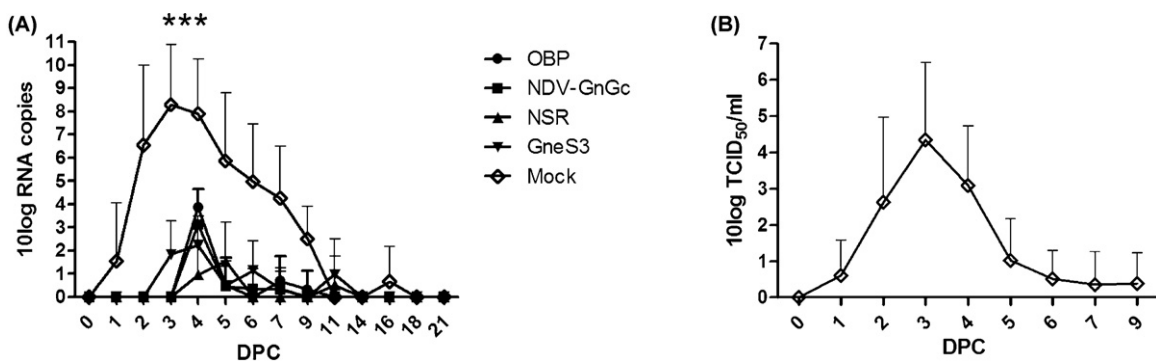 (A)
***
10log RNA copies
11
10
9
8
7
6
5
4
3
2
1
0
0 1 2 3 4 5 6 7 9 11 14 16 18 21
DPC
OBP
NDV-GnGc
NSR
GneS3
Mock
(B)
10log TCID₅₀/ml
7
6
5
4
3
2
1
0
0 1 2 3 4 5 6 7 9
DPC